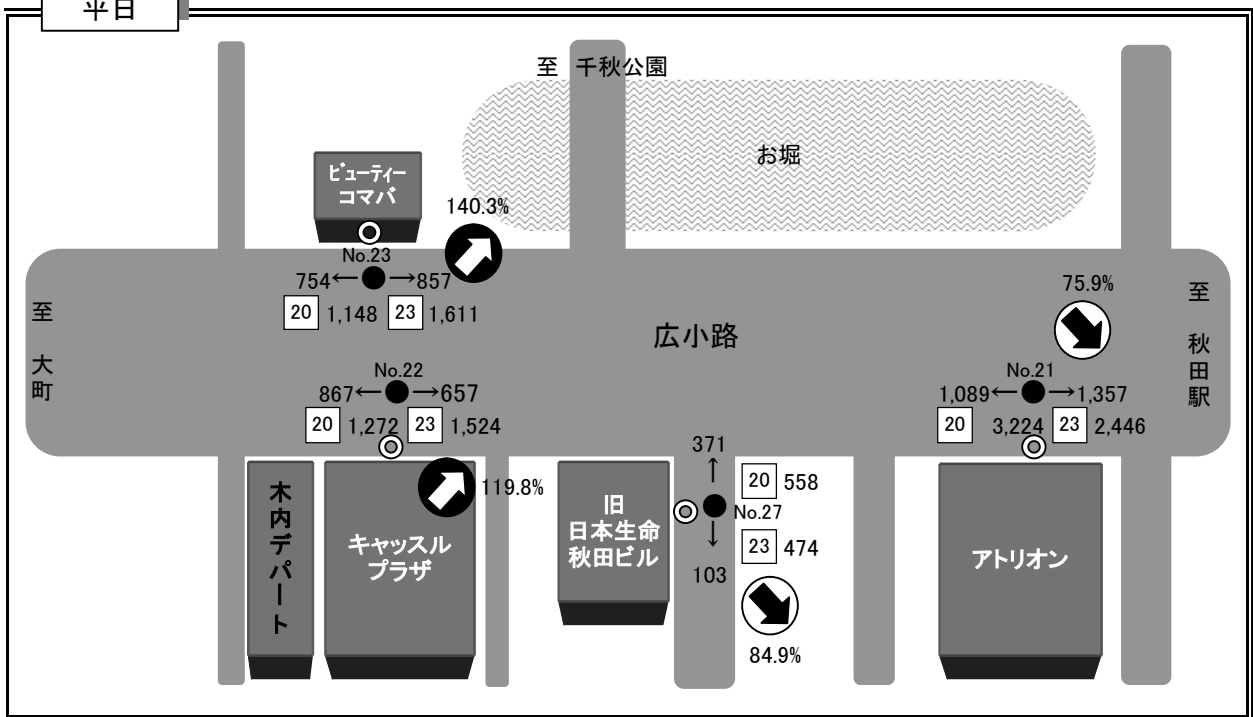 平日
至 千秋公園
お堀
ビューティー
コマバ
140.3%
No.23
754←●→857
20 1,148 23 1,611
75.9%
至 秋田駅
至 大町
広小路
No.22
867←●→657
20 1,272 23 1,524
No.21
1,089←●→1,357
20 3,224 23 2,446
119.8%
371
↑
20 558
No.27
23 474
↓
103
84.9%
木内デパート
キャッスル
プラザ
旧
日本生命
秋田ビル
アトリオン